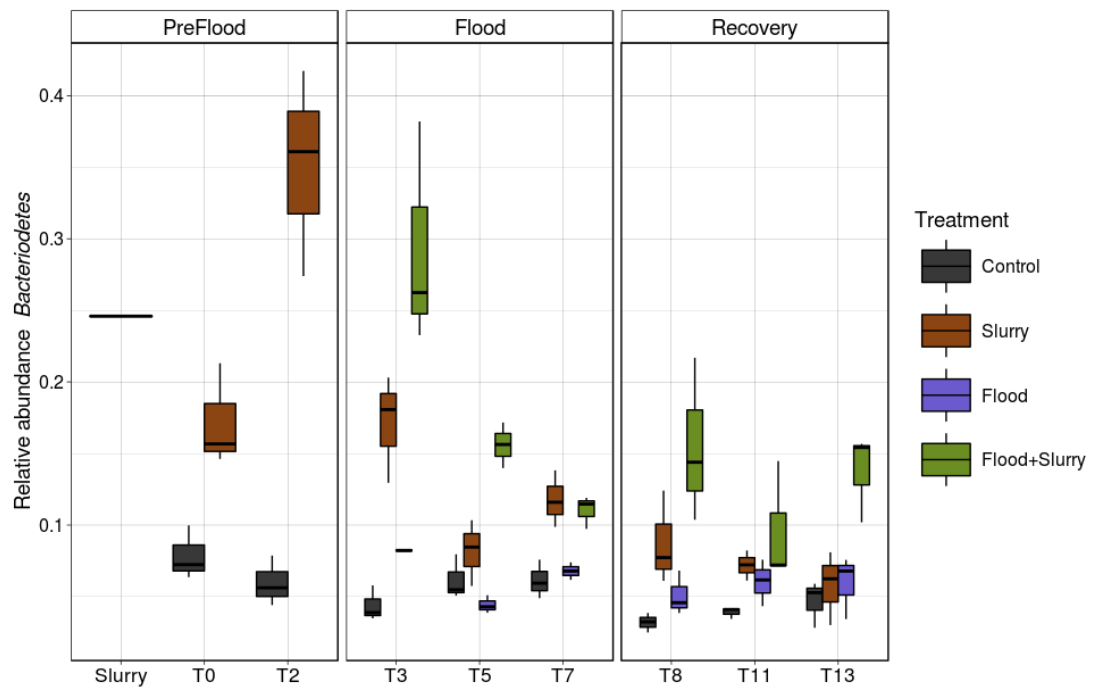 PreFlood
Flood
Recovery
Relative abundance Bacteriodetes
0.4
0.3
0.2
0.1
Slurry
T0
T2
T3
T5
T7
T8
T11
T13
Treatment
Control
Slurry
Flood
Flood+Slurry